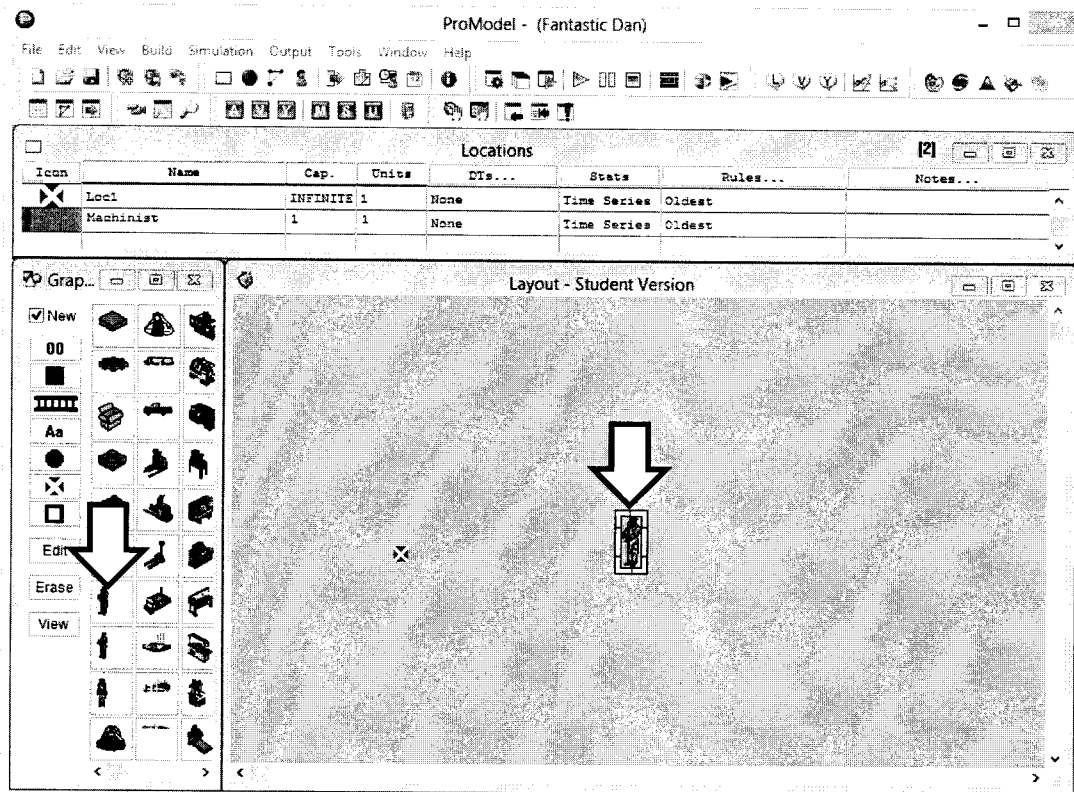 ProModel - (Fantastic Dan)
File Edit View Build Simulation Output Tools Window Help
Locations [2]
Icon Name Cap. Units DTs... Stats Rules... Notes...
Loc1 INFINITE 1 None Time Series Oldest
Machinist 1 1 None Time Series Oldest
Grap...
Layout - Student Version
New
00
Aa
Edit
Erase
View